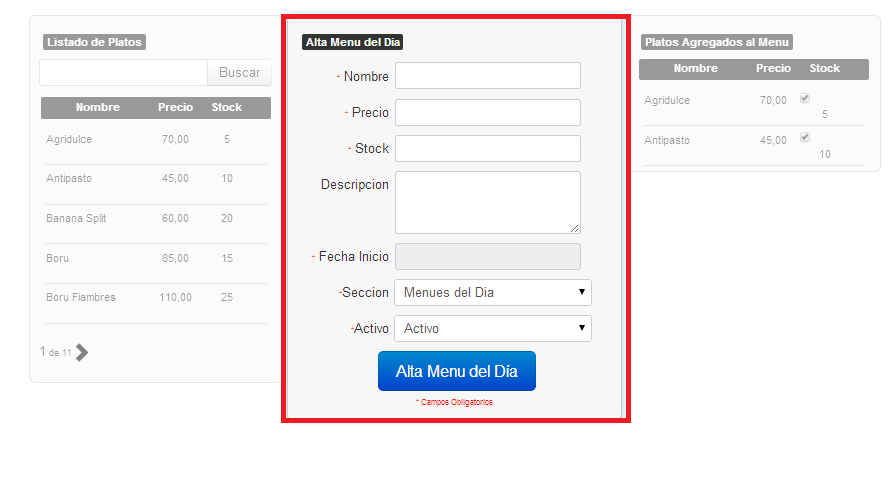 Listado de Platos
Buscar
Nombre Precio Stock
Agridulce 70,00 5
Antipasto 45,00 10
Banana Split 60,00 20
Boru 85,00 15
Boru Fiambres 110,00 25
1 de 11
Alta Menu del Dia
* Nombre
* Precio
* Stock
Descripcion
* Fecha Inicio
*Seccion Menues del Dia
*Activo Activo
Alta Menu del Día
* Campos Obligatorios
Platos Agregados al Menu
Nombre Precio Stock
Agridulce 70,00
5
Antipasto 45,00
10